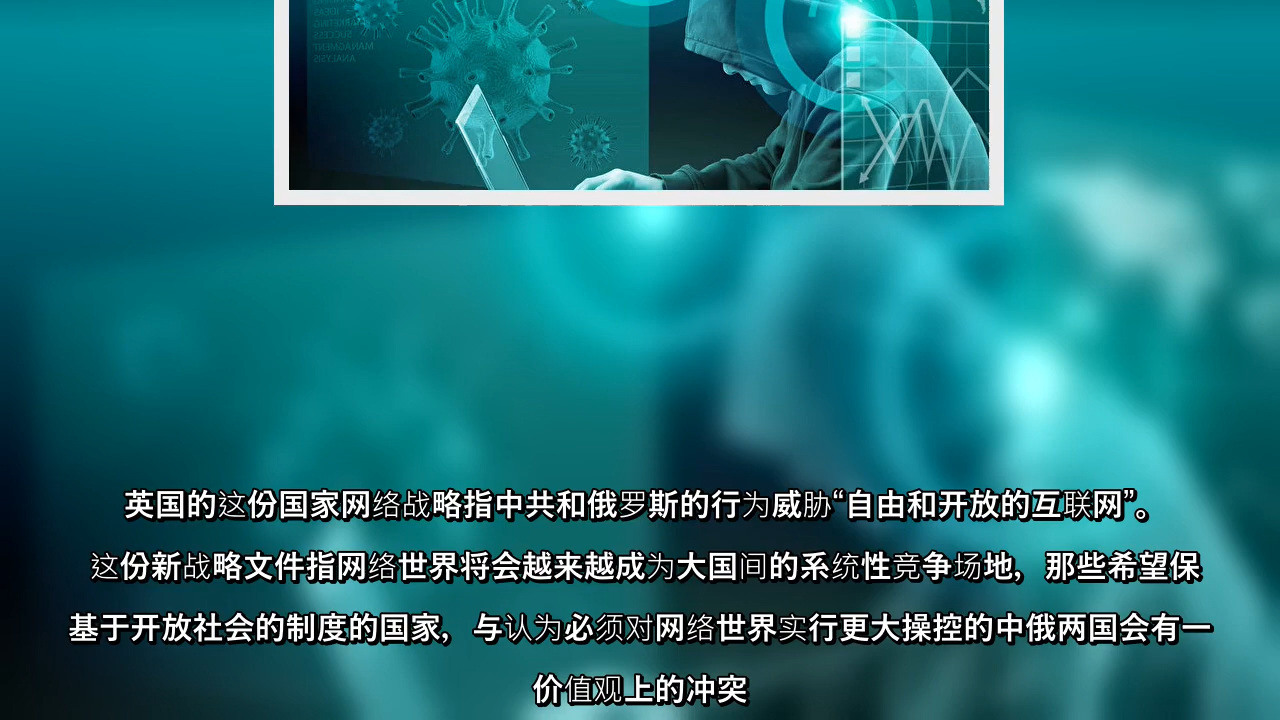 IDEAS
MARKETING
SUCCESS
MANAGMENT
ANALYSIS
英国的这份国家网络战略指中共和俄罗斯的行为威胁“自由和开放的互联网”。
这份新战略文件指网络世界将会越来越成为大国间的系统性竞争场地，那些希望保
基于开放社会的制度的国家，与认为必须对网络世界实行更大操控的中俄两国会有一
价值观上的冲突